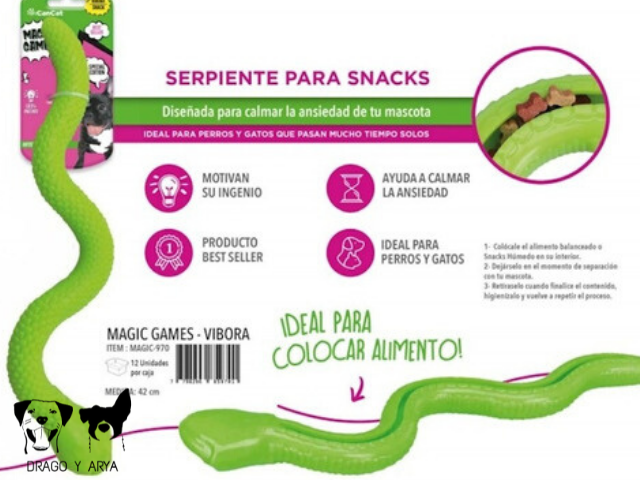 CanCat
SPECIAL
EDITION
SERPIENTE PARA SNACKS
Diseñada para calmar la ansiedad de tu mascota
IDEAL PARA PERROS Y GATOS QUE PASAN MUCHO TIEMPO SOLOS
MOTIVAN
SU INGENIO
AYUDA A CALMAR
LA ANSIEDAD
1
PRODUCTO
BEST SELLER
IDEAL PARA
PERROS Y GATOS
1- Colócale el alimento balanceado o
Snacks Húmedo en su interior.
2- Dejárselo en el momento de separación
con tu mascota.
3- Retíraselo cuando finalice el contenido,
higienízalo y vuelve a repetir el proceso.
MAGIC GAMES - VIBORA
ITEM : MAGIC-970
12 Unidades
por caja
42 cm
IDEAL PARA
COLOCAR ALIMENTO!
DRAGO Y ARYA